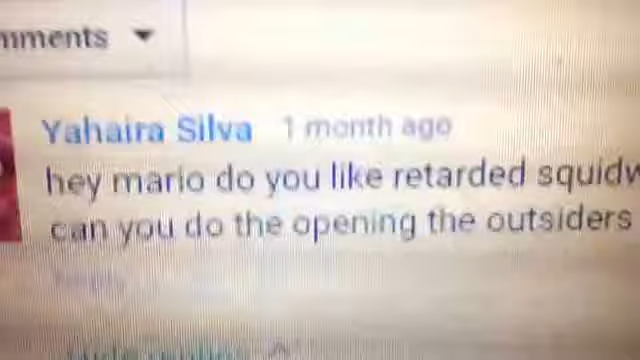 mments
Yahaira Silva 1 month ago
hey mario do you like retarded squidw
can you do the opening the outsiders
Reply